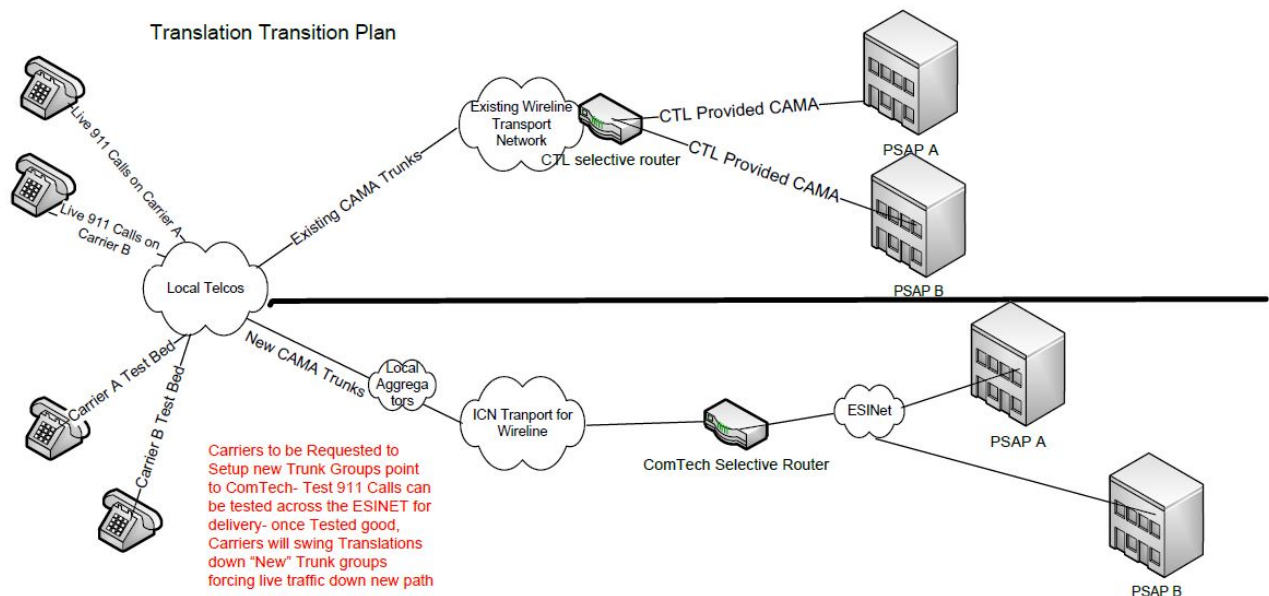 Translation Transition Plan
Live 911 Calls on Carrier A
Live 911 Calls on
Carrier B
Local Telcos
Existing CAMA Trunks
Existing Wireline
Transport
Network
CTL selective router
CTL Provided CAMA
CTL Provided CAMA
PSAP A
PSAP B
New CAMA Trunks
Local
Aggrega
tors
ICN Tranport for
Wireline
ComTech Selective Router
ESINet
PSAP A
PSAP B
Carrier A Test Bed
Carrier B Test Bed
Carriers to be Requested to
Setup new Trunk Groups point
to ComTech- Test 911 Calls can
be tested across the ESINET for
delivery- once Tested good,
Carriers will swing Translations
down “New” Trunk groups
forcing live traffic down new path